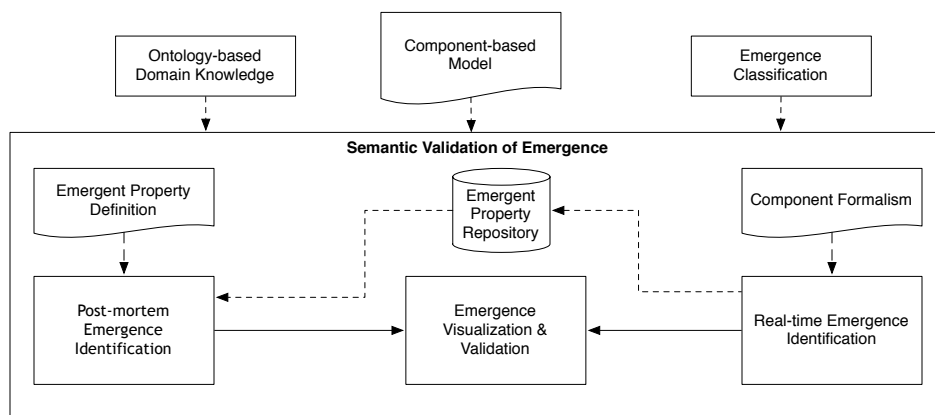 Ontology-based
Domain Knowledge
Component-based
Model
Emergence
Classification
Semantic Validation of Emergence
Emergent Property
Definition
Emergent
Property
Repository
Component Formalism
Post-mortem
Emergence
Identification
Emergence
Visualization &
Validation
Real-time Emergence
Identification